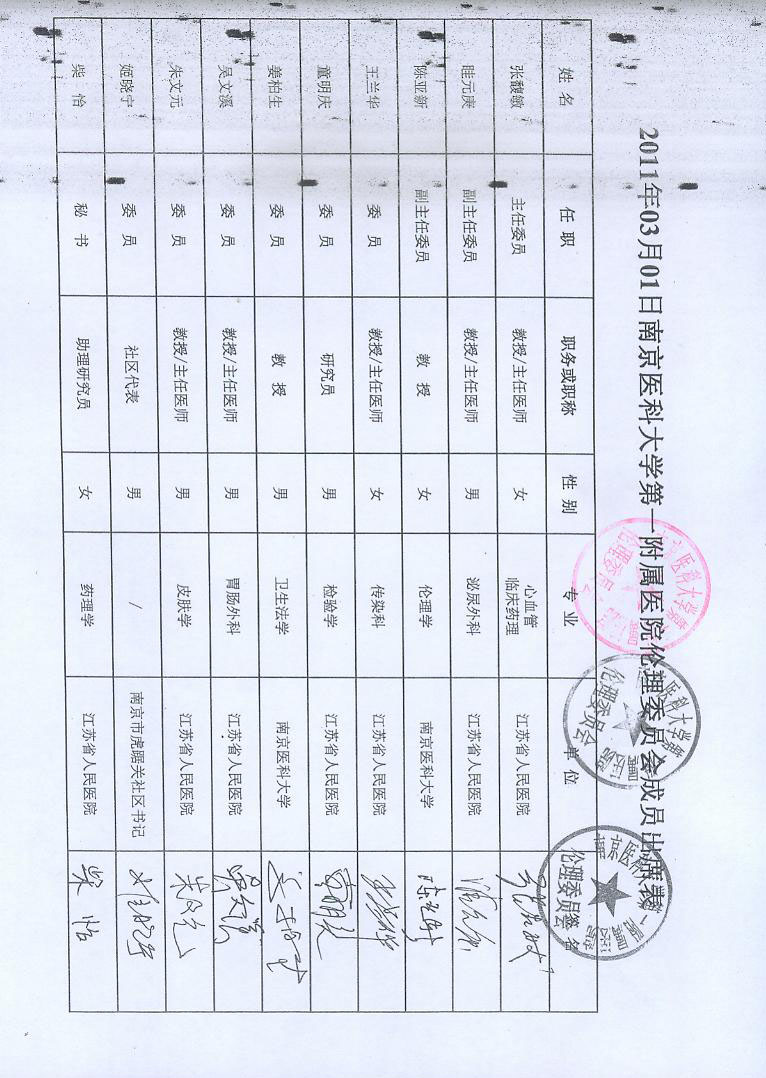 2011年03月01日南京医科大学第一附属医院伦理委员会成员出席表
姓 名 任 职 职务或职称 性 别 专 业 单 位 签 名
张馥敏 主任委员 教授/主任医师 女 心血管 临床药理 江苏省人民医院
眭元庚 副主任委员 教授/主任医师 男 泌尿外科 江苏省人民医院
陈亚新 副主任委员 教 授 女 伦理学 南京医科大学
王兰华 委 员 教授/主任医师 女 传染科 江苏省人民医院
童明庆 委 员 研究员 男 检验学 江苏省人民医院
姜柏生 委 员 教 授 男 卫生法学 南京医科大学
吴文溪 委 员 教授/主任医师 男 胃肠外科 江苏省人民医院
朱文元 委 员 教授/主任医师 男 皮肤学 江苏省人民医院
姬晓宁 委 员 社区代表 男 / 南京市虎踞关社区书记
柴 怡 秘 书 助理研究员 女 药理学 江苏省人民医院 柴怡